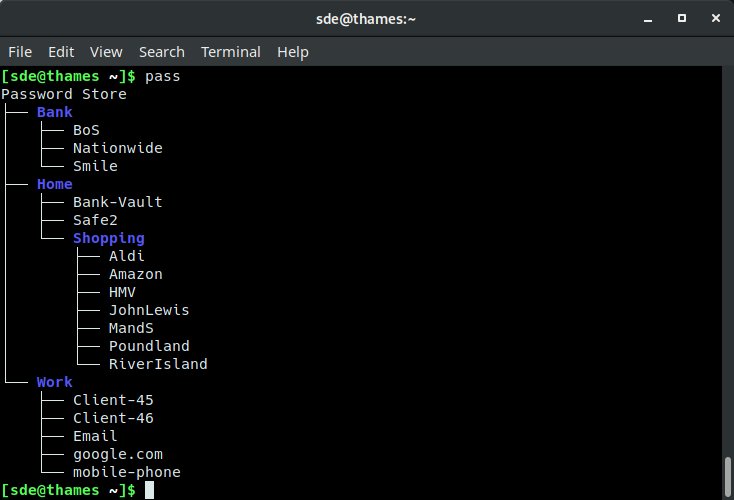 sde@thames:~
File Edit View Search Terminal Help
[sde@thames ~]$ pass
Password Store
├── Bank
│   ├── BoS
│   ├── Nationwide
│   └── Smile
├── Home
│   ├── Bank-Vault
│   ├── Safe2
│   └── Shopping
│       ├── Aldi
│       ├── Amazon
│       ├── HMV
│       ├── JohnLewis
│       ├── MandS
│       ├── Poundland
│       └── RiverIsland
└── Work
    ├── Client-45
    ├── Client-46
    ├── Email
    ├── google.com
    └── mobile-phone
[sde@thames ~]$